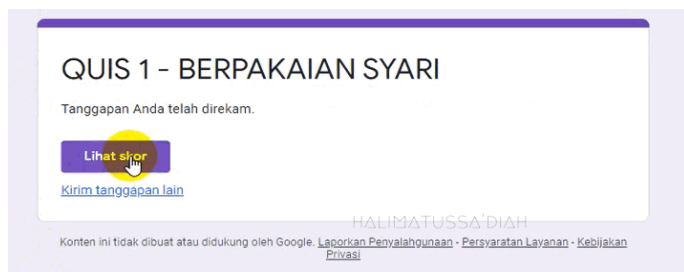 QUIS 1 - BERPAKAIAN SYARI
Tanggapan Anda telah direkam.
Lihat skor
Kirim tanggapan lain
HALIMATUSSA'DIAH
Konten ini tidak dibuat atau didukung oleh Google. Laporkan Penyalahgunaan - Persyaratan Layanan - Kebijakan
Privasi